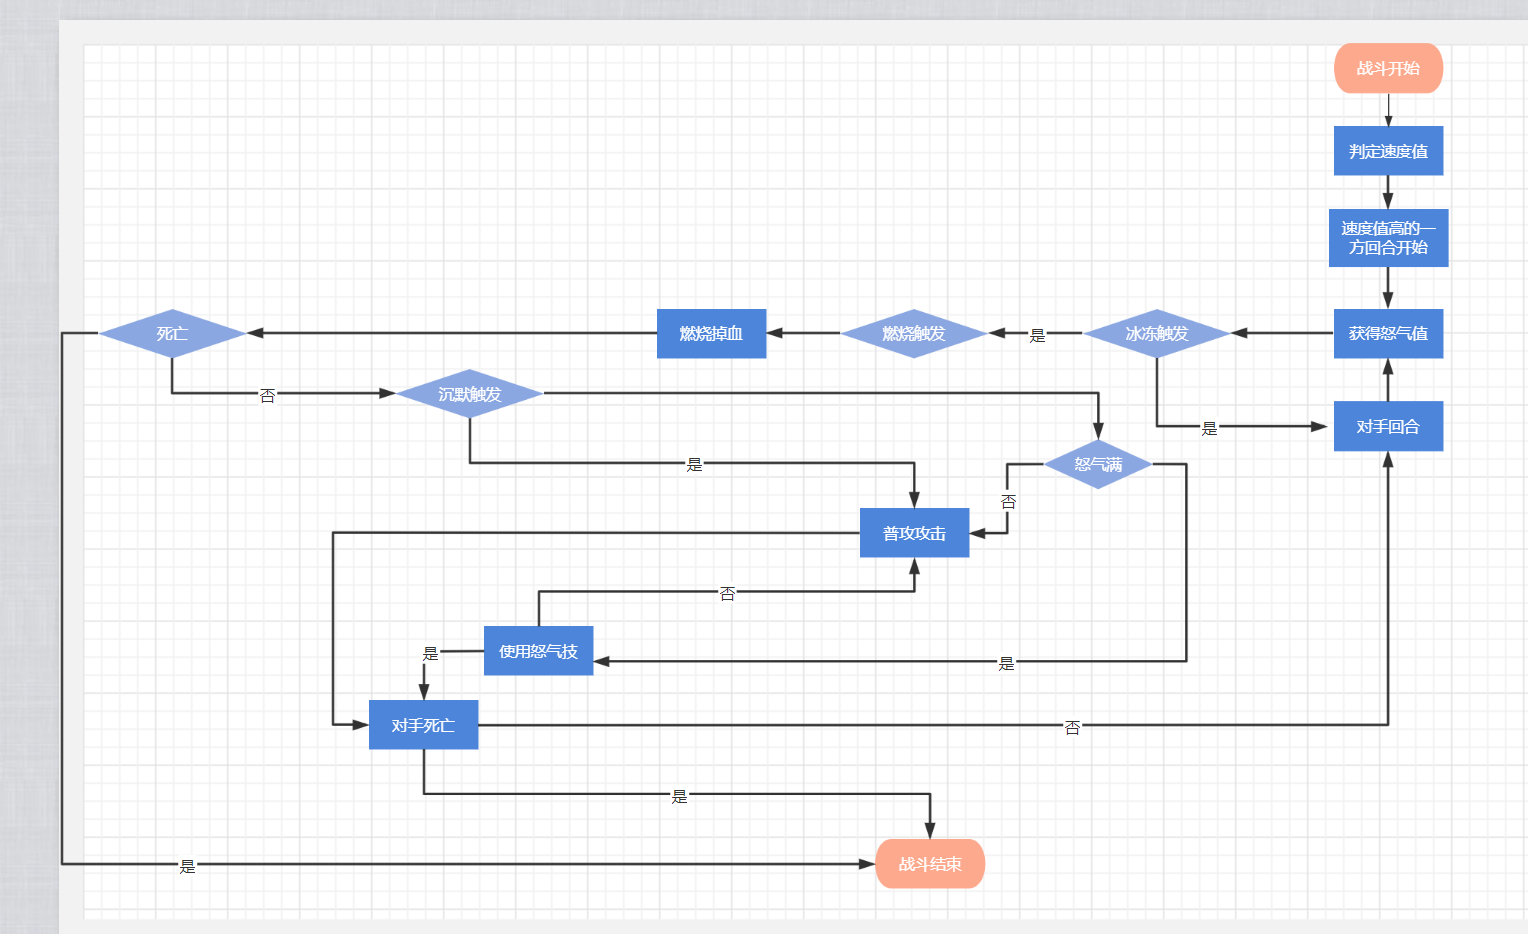 战斗开始
判定速度值
速度值高的一
方回合开始
死亡
燃烧掉血
燃烧触发
是
冰冻触发
获得怒气值
否
沉默触发
是
对手回合
是
怒气满
否
普攻攻击
否
是
使用怒气技
是
对手死亡
否
是
是
战斗结束